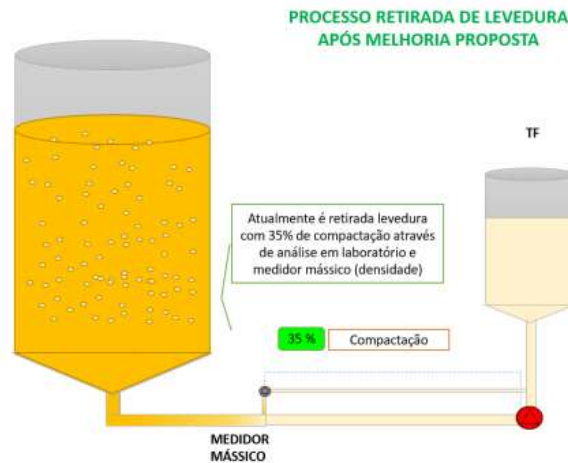 PROCESSO RETIRADA DE LEVEDURA
APÓS MELHORIA PROPOSTA
TF
Atualmente é retirada levedura
com 35% de compactação através
de análise em laboratório e
medidor mássico (densidade)
35 %
Compactação
MEDIDOR
MÁSSICO